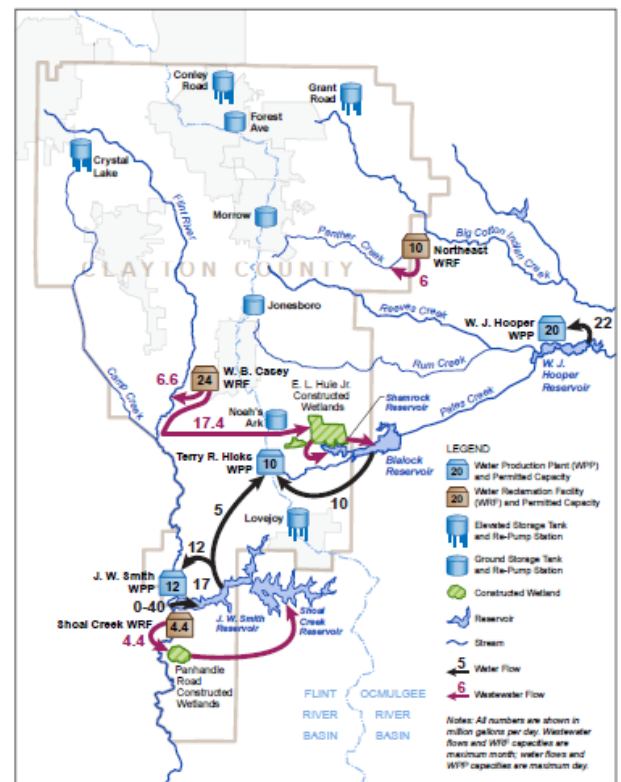 Conley
Road
Grant
Road
Forest
Ave
Crystal
Lake
Flint River
Morrow
Panther Creek
10
Northeast
WRF
6
Big Cotton Indian Creek
CLAYTON COUNTY
Jonesboro
Reeves Creek
W. J. Hooper
WPP
20
22
W. J.
Hooper
Reservoir
Rum Creek
Camp Creek
6.6
24
W. B. Casey
WRF
17.4
E. L. Huie Jr.
Constructed
Wetlands
Shamrock
Reservoir
Pates Creek
Noah's
Ark
Terry R. Hicks
WPP
10
Blalock
Reservoir
10
5
Lovejoy
12
J. W. Smith
WPP
12
17
0-40
J. W. Smith
Reservoir
Shoal
Creek
Reservoir
Shoal Creek WRF
4.4
4.4
Panhandle
Road
Constructed
Wetlands
FLINT
RIVER
BASIN
OCMULGEE
RIVER
BASIN
LEGEND
20
Water Production Plant (WPP)
and Permitted Capacity
20
Water Reclamation Facility
(WRF) and Permitted Capacity
Elevated Storage Tank
and Re-Pump Station
Ground Storage Tank
and Re-Pump Station
Constructed Wetland
Reservoir
Stream
5
Water Flow
6
Wastewater Flow
Notes: All numbers are shown in
million gallons per day. Wastewater
flows and WRF capacities are
maximum month; water flows and
WPP capacities are maximum day.